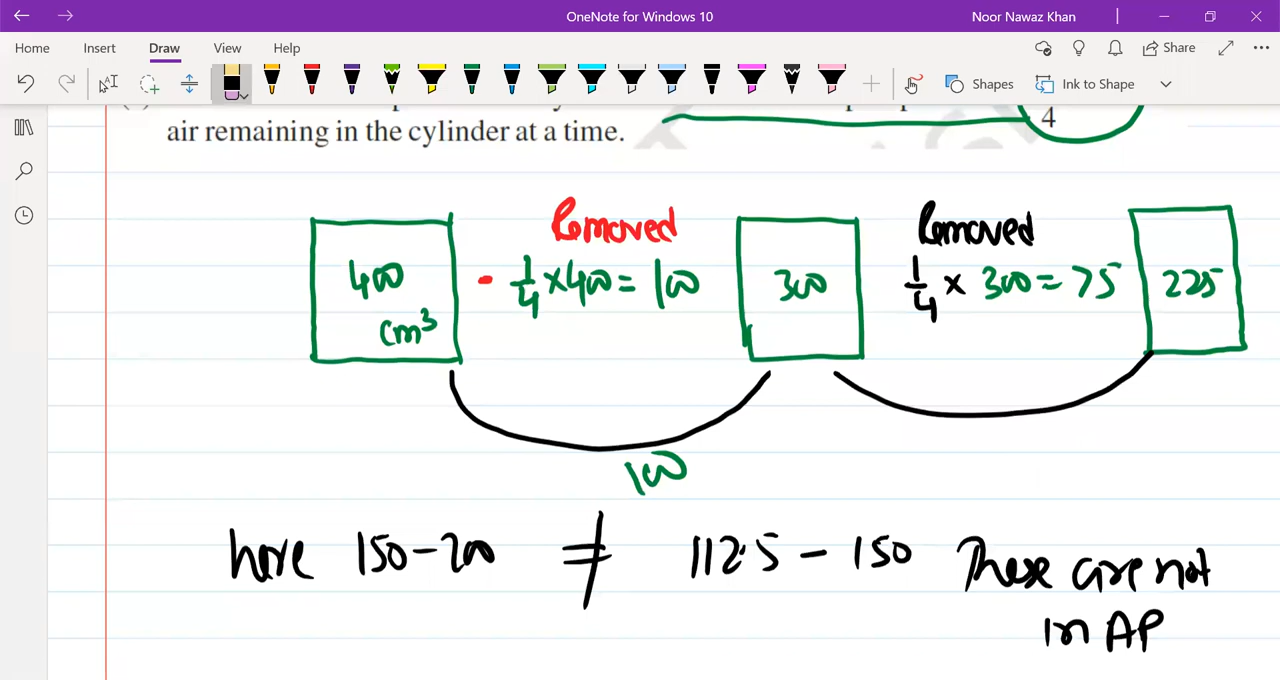 OneNote for Windows 10
Noor Nawaz Khan
Home Insert Draw View Help
Share
Shapes
Ink to Shape
4
air remaining in the cylinder at a time.
Removed
Removed
400
cm³
- 1/4 × 400 = 100
300
1/4 × 300 = 75
225
100
here 150 - 200 ≠ 112.5 - 150 These are not
in AP